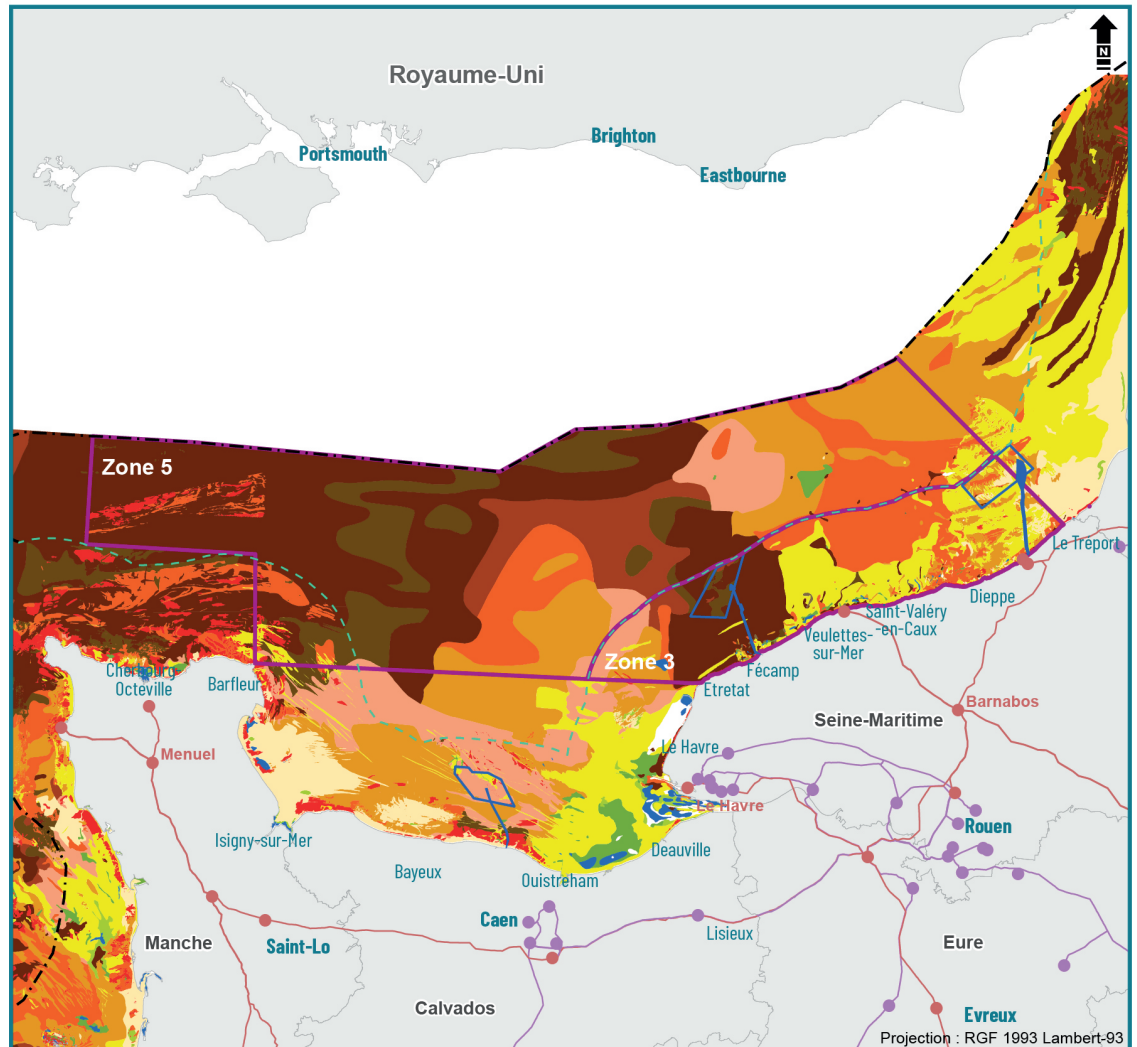 N
Royaume-Uni
Portsmouth
Brighton
Eastbourne
Zone 5
Zone 3
Le Tréport
Dieppe
Saint-Valéry
-en-Caux
Veulettes-
sur-Mer
Fécamp
Etretat
Cherbourg-
Octeville
Barfleur
Seine-Maritime
Barnabos
Menuel
Le Havre
Le Havre
Isigny-sur-Mer
Rouen
Deauville
Bayeux
Ouistreham
Caen
Lisieux
Manche
Saint-Lo
Eure
Calvados
Evreux
Projection : RGF 1993 Lambert-93